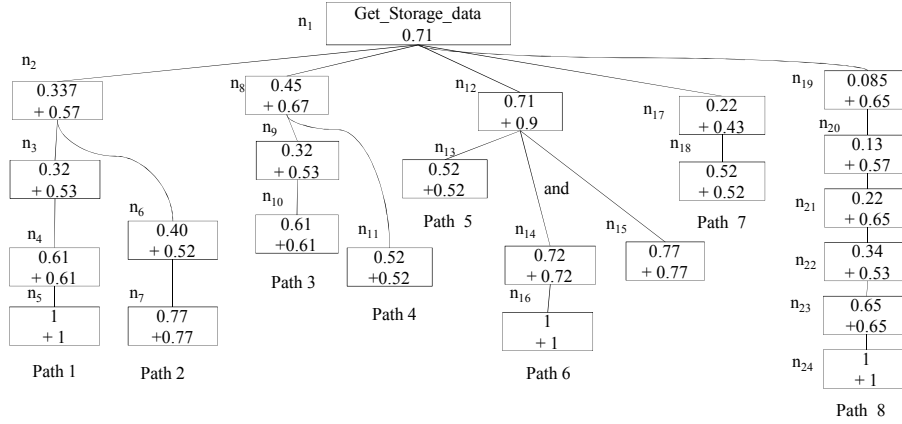 n1
Get_Storage_data
0.71
n2
0.337
+ 0.57
n3
0.32
+ 0.53
n4
0.61
+ 0.61
n5
1
+ 1
Path 1
n6
0.40
+ 0.52
n7
0.77
+0.77
Path 2
n8
0.45
+ 0.67
n9
0.32
+ 0.53
n10
0.61
+0.61
Path 3
n11
0.52
+0.52
Path 4
n12
0.71
+ 0.9
n13
0.52
+0.52
Path 5
and
n14
0.72
+ 0.72
n16
1
+ 1
Path 6
n15
0.77
+ 0.77
n17
0.22
+ 0.43
n18
0.52
+ 0.52
Path 7
n19
0.085
+ 0.65
n20
0.13
+ 0.57
n21
0.22
+ 0.65
n22
0.34
+ 0.53
n23
0.65
+0.65
n24
1
+ 1
Path 8